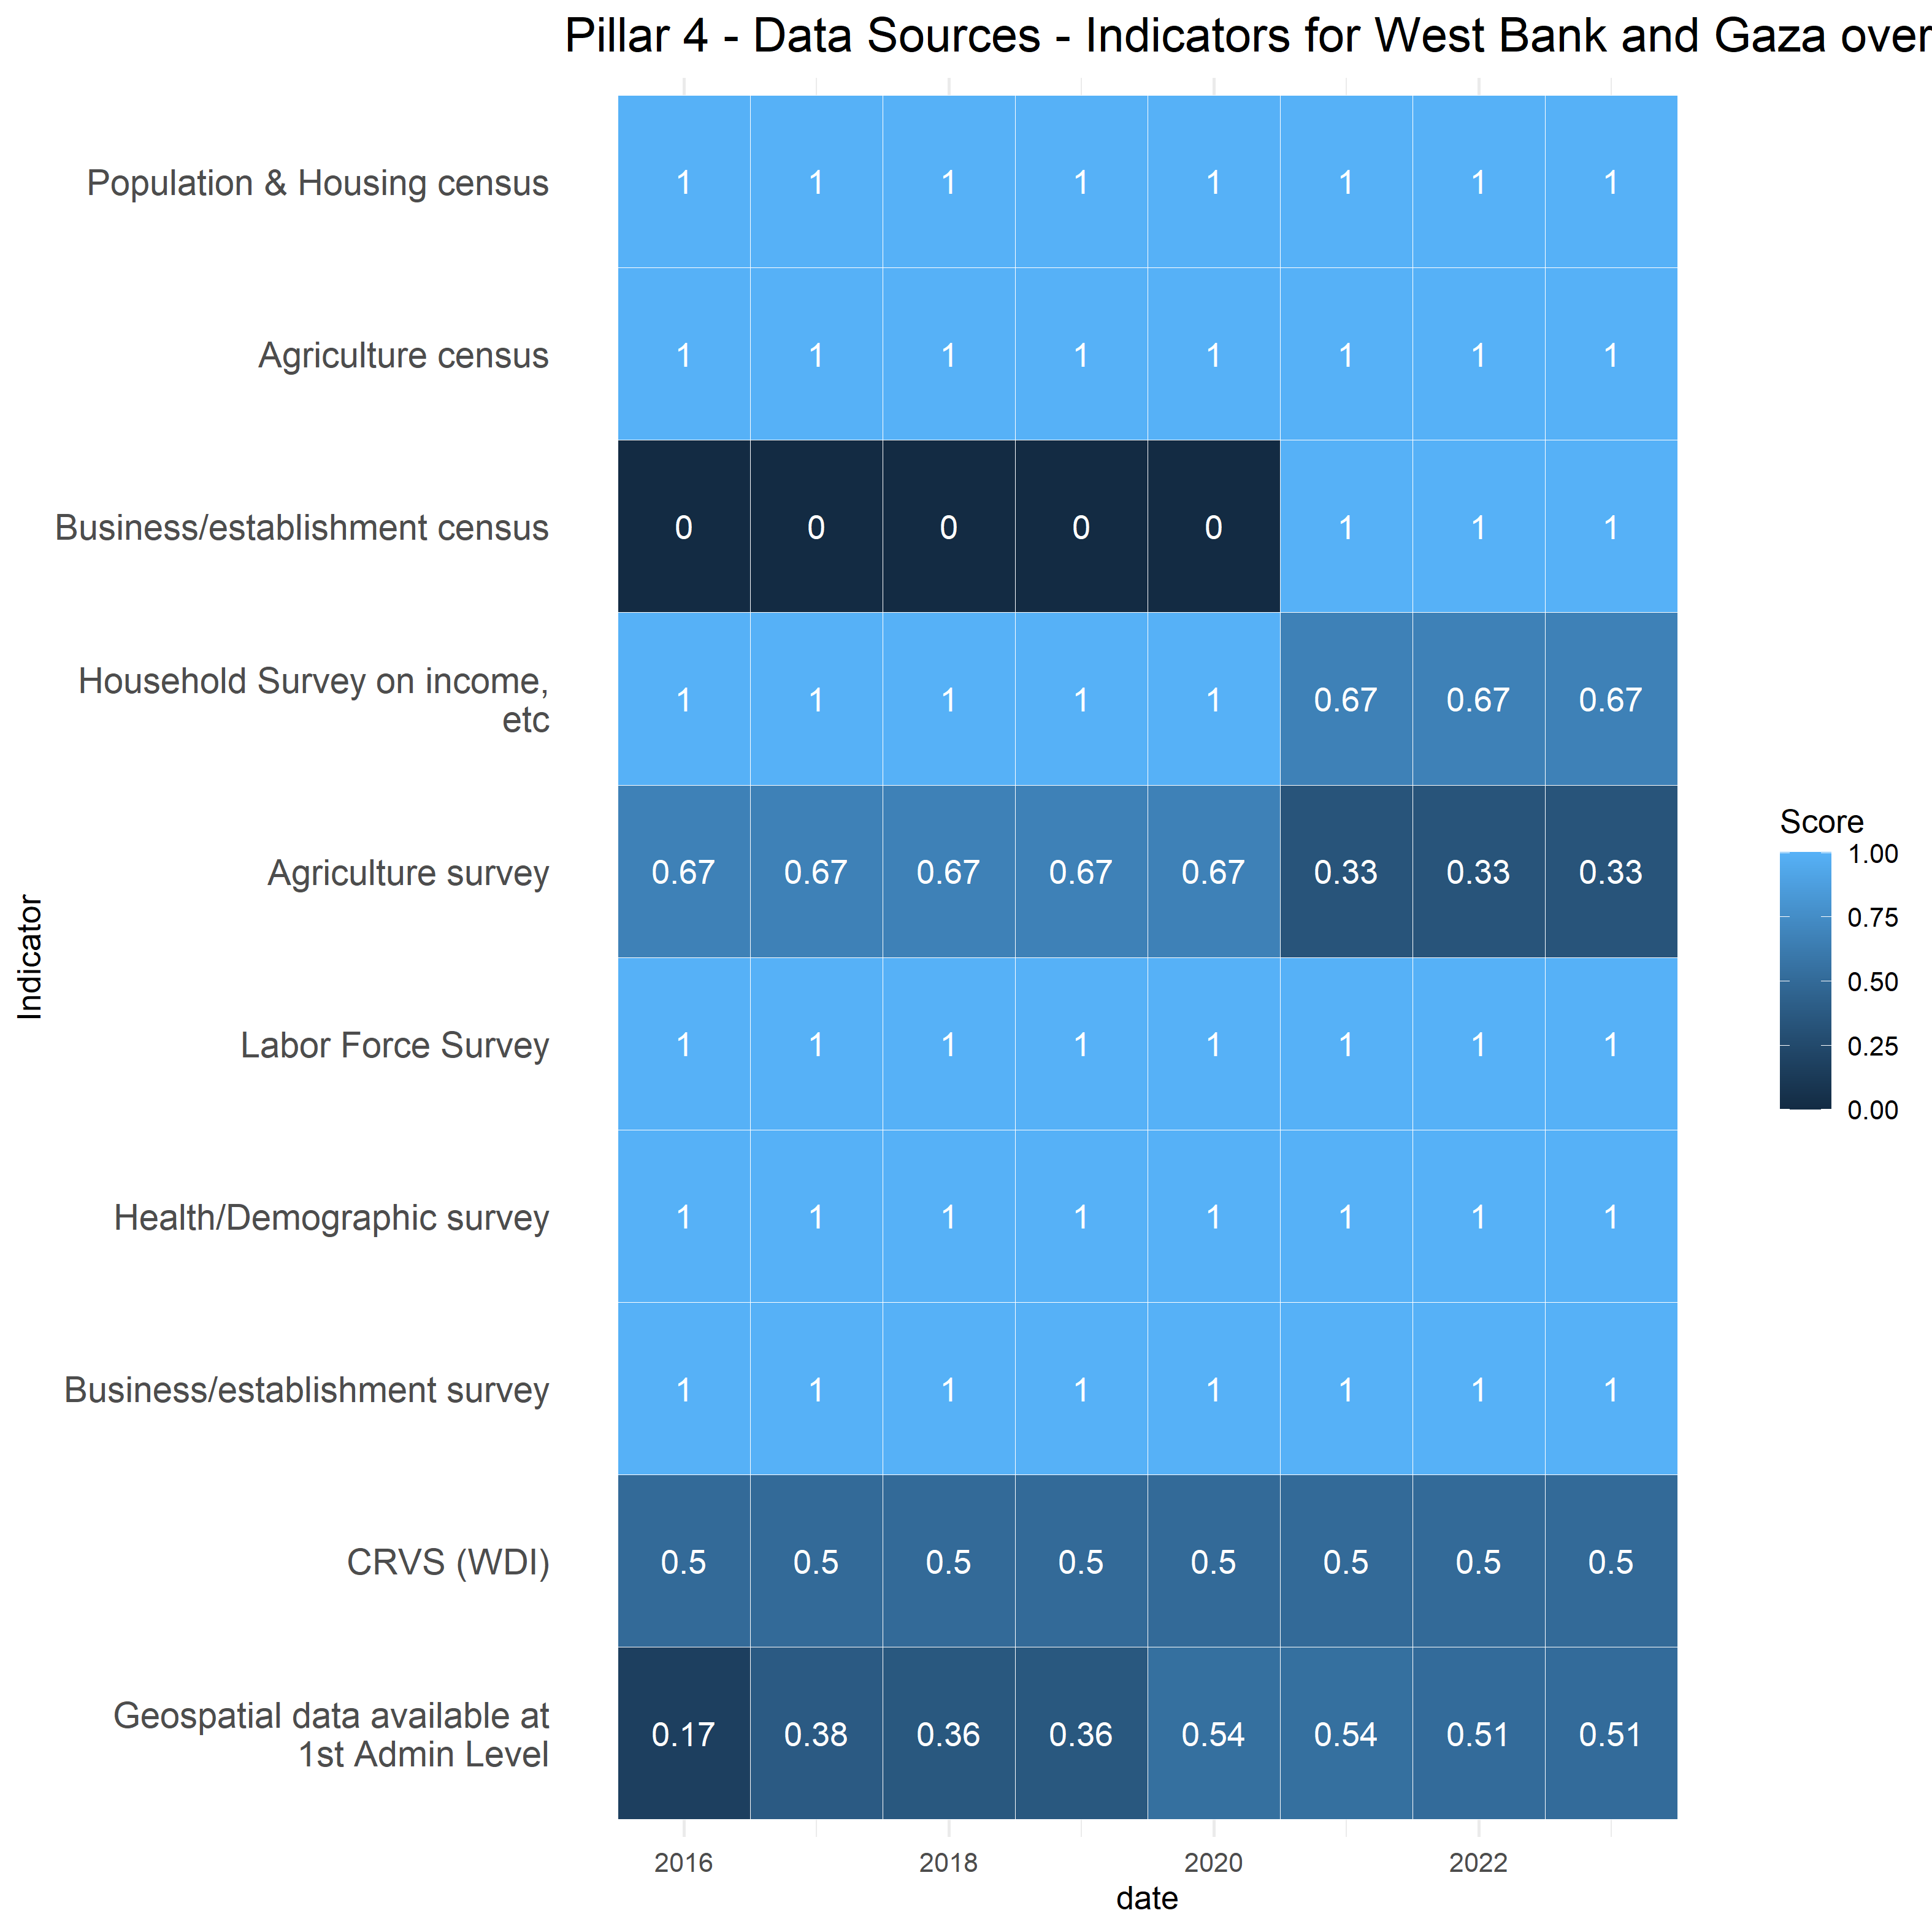 Pillar 4 - Data Sources - Indicators for West Bank and Gaza over
Population & Housing census
1 1 1 1 1 1 1 1
Agriculture census
1 1 1 1 1 1 1 1
Business/establishment census
0 0 0 0 0 1 1 1
Household Survey on income,
etc
1 1 1 1 1 0.67 0.67 0.67
Agriculture survey
0.67 0.67 0.67 0.67 0.67 0.33 0.33 0.33
Labor Force Survey
1 1 1 1 1 1 1 1
Health/Demographic survey
1 1 1 1 1 1 1 1
Business/establishment survey
1 1 1 1 1 1 1 1
CRVS (WDI)
0.5 0.5 0.5 0.5 0.5 0.5 0.5 0.5
Geospatial data available at
1st Admin Level
0.17 0.38 0.36 0.36 0.54 0.54 0.51 0.51
2016 2018 2020 2022
date
Indicator
Score
1.00
0.75
0.50
0.25
0.00